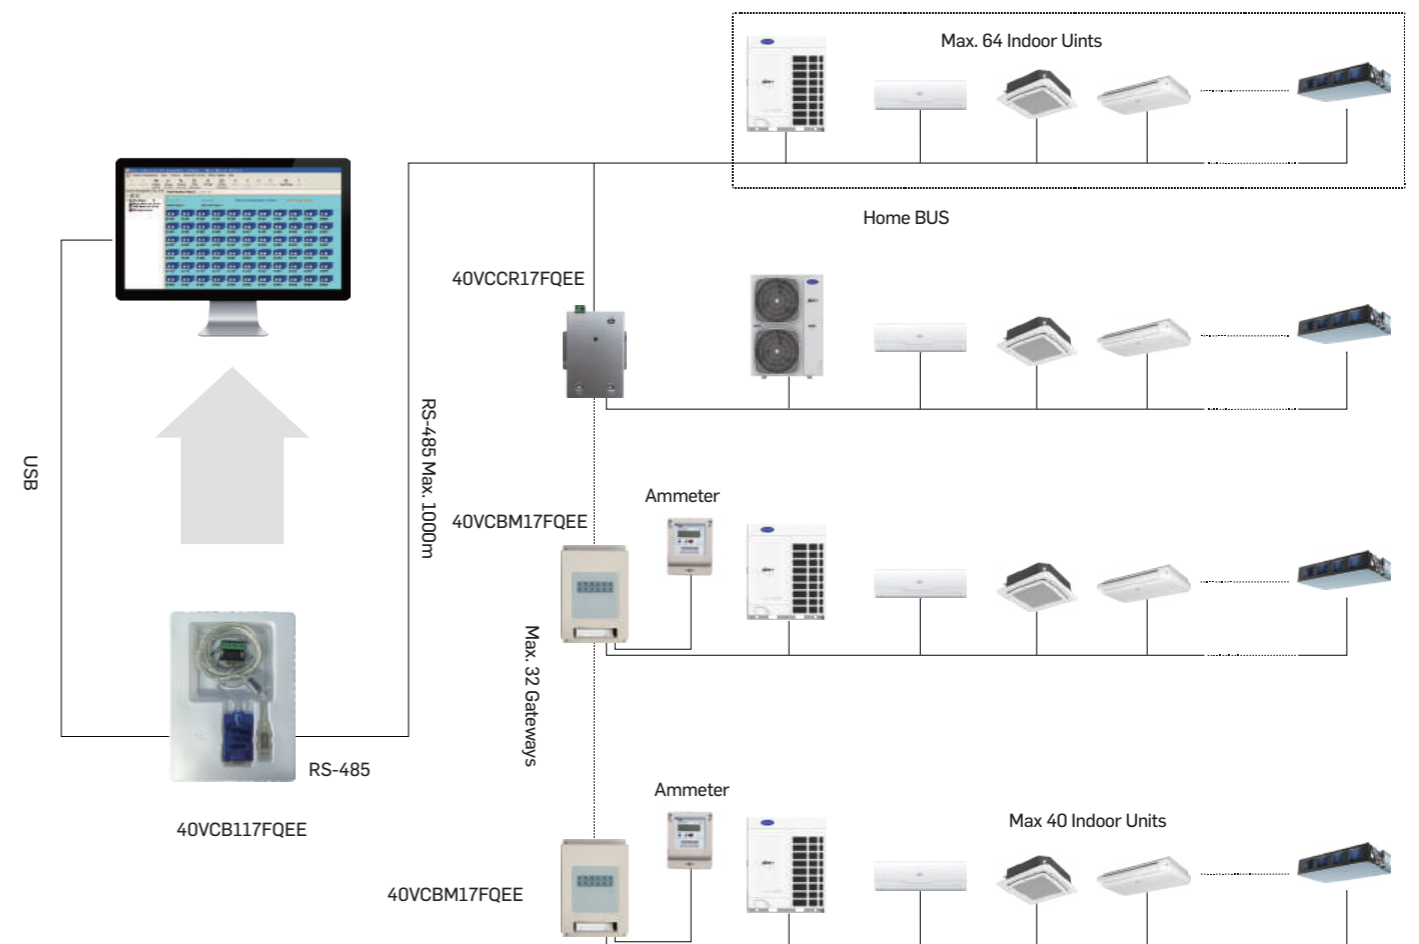 Max. 64 Indoor Uints
Home BUS
40VCCR17FQEE
USB
RS-485 Max. 1000m
Ammeter
40VCBM17FQEE
Max. 32 Gateways
RS-485
40VCB117FQEE
Ammeter
Max 40 Indoor Units
40VCBM17FQEE